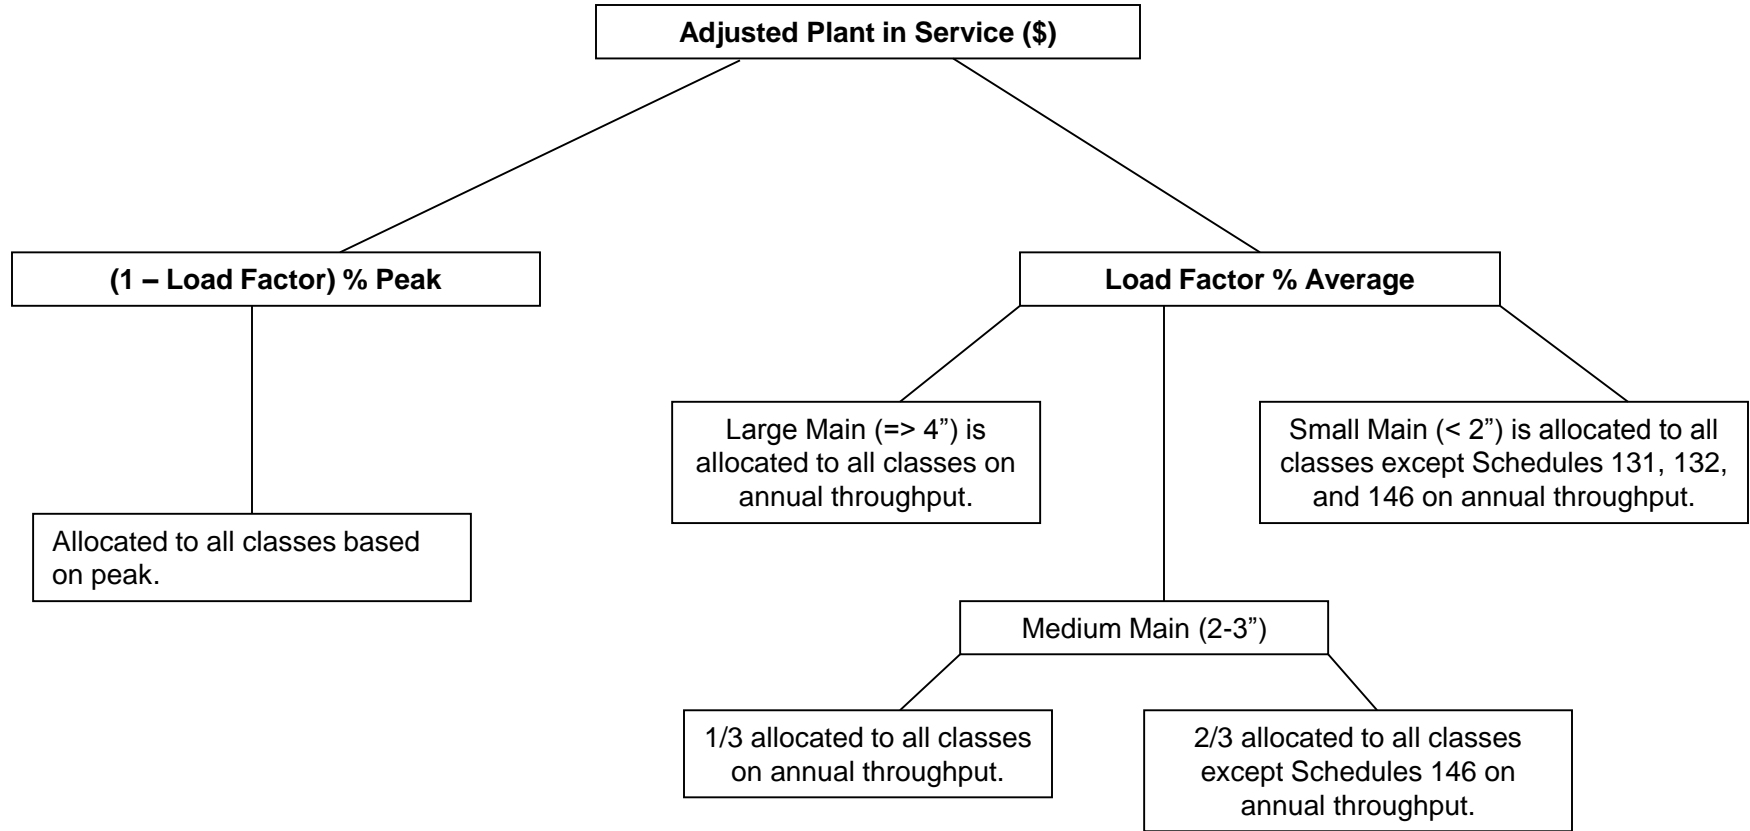 Adjusted Plant in Service ($)
(1 – Load Factor) % Peak
Load Factor % Average
Large Main (=> 4”) is
allocated to all classes on
annual throughput.
Small Main (< 2”) is allocated to all
classes except Schedules 131, 132,
and 146 on annual throughput.
Allocated to all classes based
on peak.
Medium Main (2-3”)
1/3 allocated to all classes
on annual throughput.
2/3 allocated to all classes
except Schedules 146 on
annual throughput.